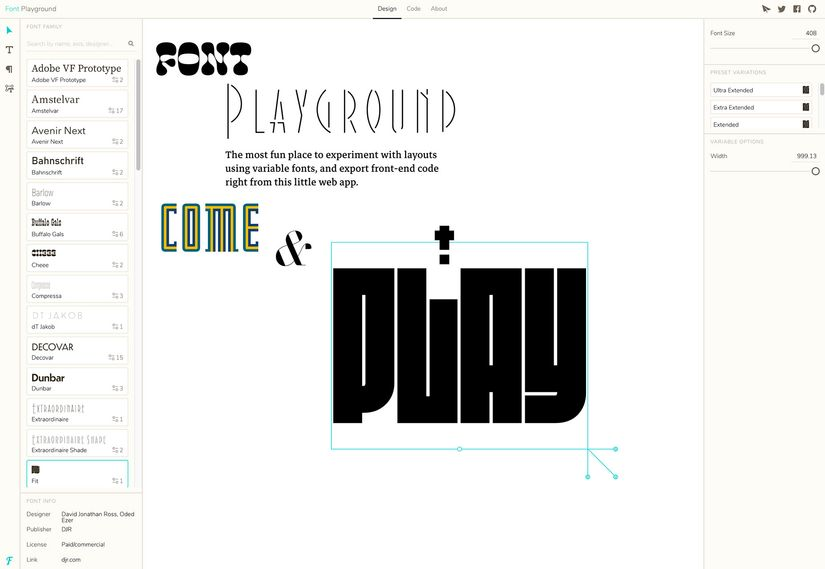 Font Playground
Design Code About
FONT FAMILY
Search by name, axis, designer...
Adobe VF Prototype
Adobe VF Prototype 2
Amstelvar
Amstelvar 17
Avenir Next
Avenir Next 2
Bahnschrift
Bahnschrift 2
Barlow
Barlow 2
Buffalo Gals
Buffalo Gals 6
Cheee
Cheee 2
Compressa
Compressa 3
dT JAKOB
dT Jakob 1
DECOVAR
Decovar 15
Dunbar
Dunbar 3
Extraordinaire
Extraordinaire 1
Extraordinaire Shade
Extraordinaire Shade 2
Fit 1
FONT INFO
Designer David Jonathan Ross, Oded
Ezer
Publisher DJR
License Paid/commercial
Link djr.com
FONT
PLAYGROUND
The most fun place to experiment with layouts
using variable fonts, and export front-end code
right from this little web app.
COME
&
PLAY
Font Size 408
PRESET VARIATIONS
Ultra Extended
Extra Extended
Extended
VARIABLE OPTIONS
Width 999.13